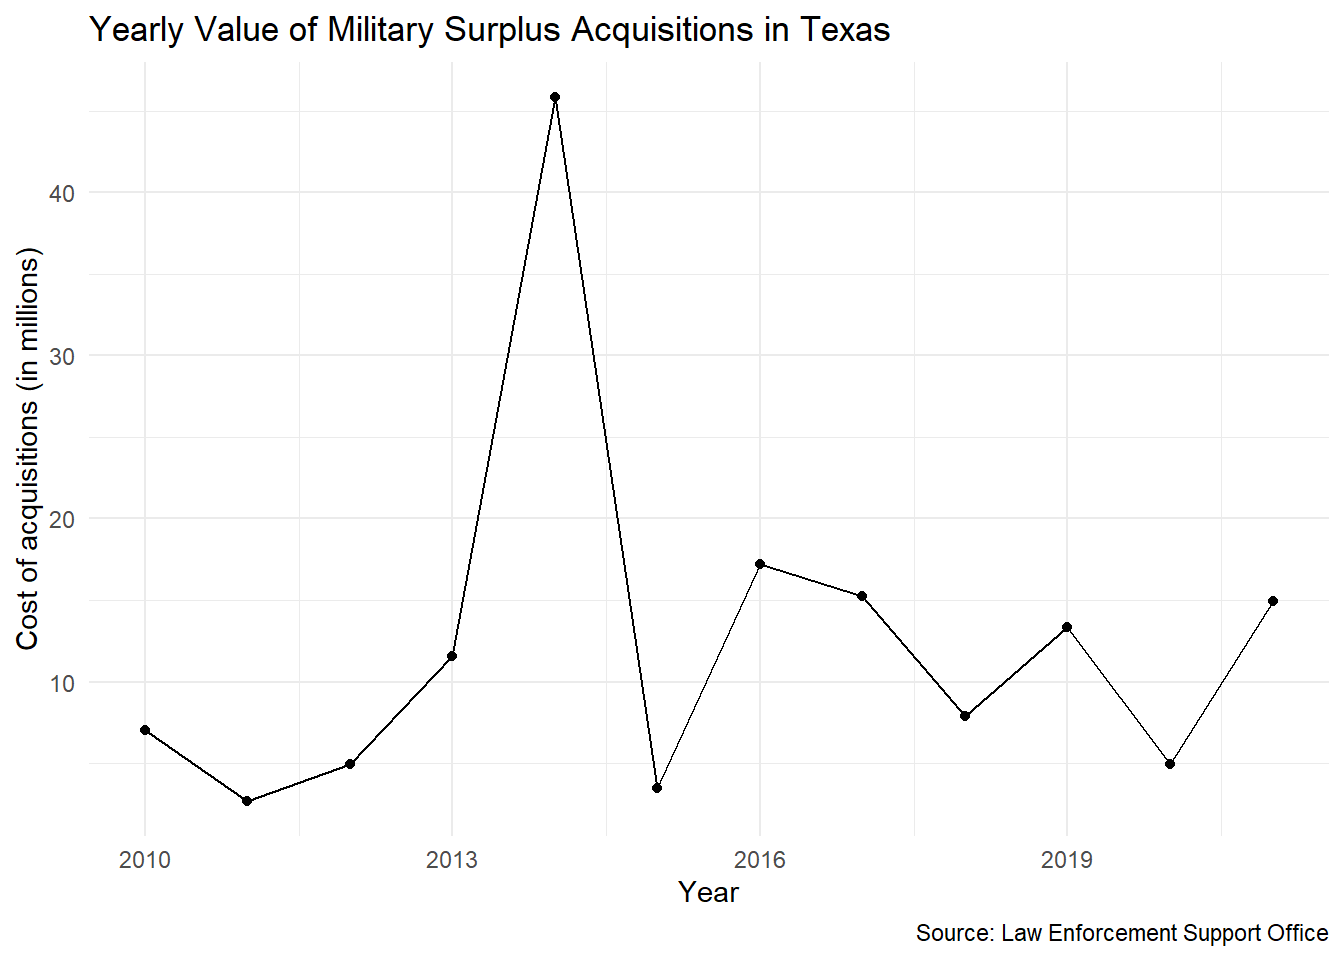 Yearly Value of Military Surplus Acquisitions in Texas
Cost of acquisitions (in millions)
40
30
20
10
2010 2013 2016 2019
Year
Source: Law Enforcement Support Office